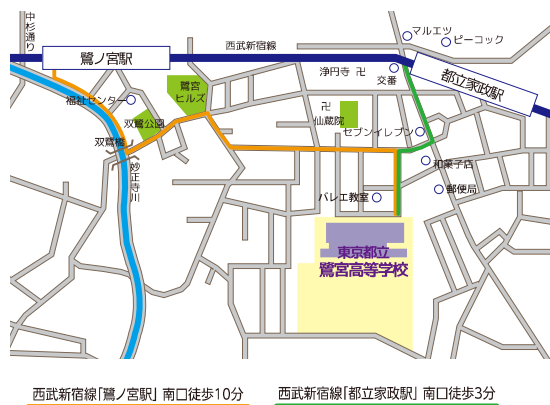 中杉通り
鷺ノ宮駅
西武新宿線
マルエツ
ピーコック
浄円寺 卍
交番
都立家政駅
鷺宮
ヒルズ
福祉センター
卍
仙蔵院
双鷺公園
セブンイレブン
双鷺橋
妙正寺川
和菓子店
バレエ教室
郵便局
東京都立
鷺宮高等学校
西武新宿線「鷺ノ宮駅」 南口徒歩10分
西武新宿線「都立家政駅」 南口徒歩3分